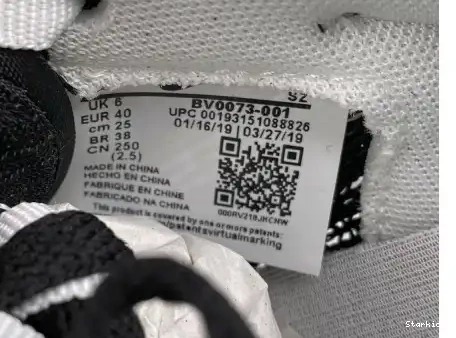 SZ
UK 6
EUR 40
cm 25
BR 38
CN 250
(2.5)
BV0073-001
UPC 00193151088826
01/16/19 | 03/27/19
MADE IN CHINA
HECHO EN CHINA
FABRIQUE EN CHINE
FABRICADO NA CHINA
000RV218JHCNW
This product is covered by one or more patents:
/patentsvirtualmarking
Starkic